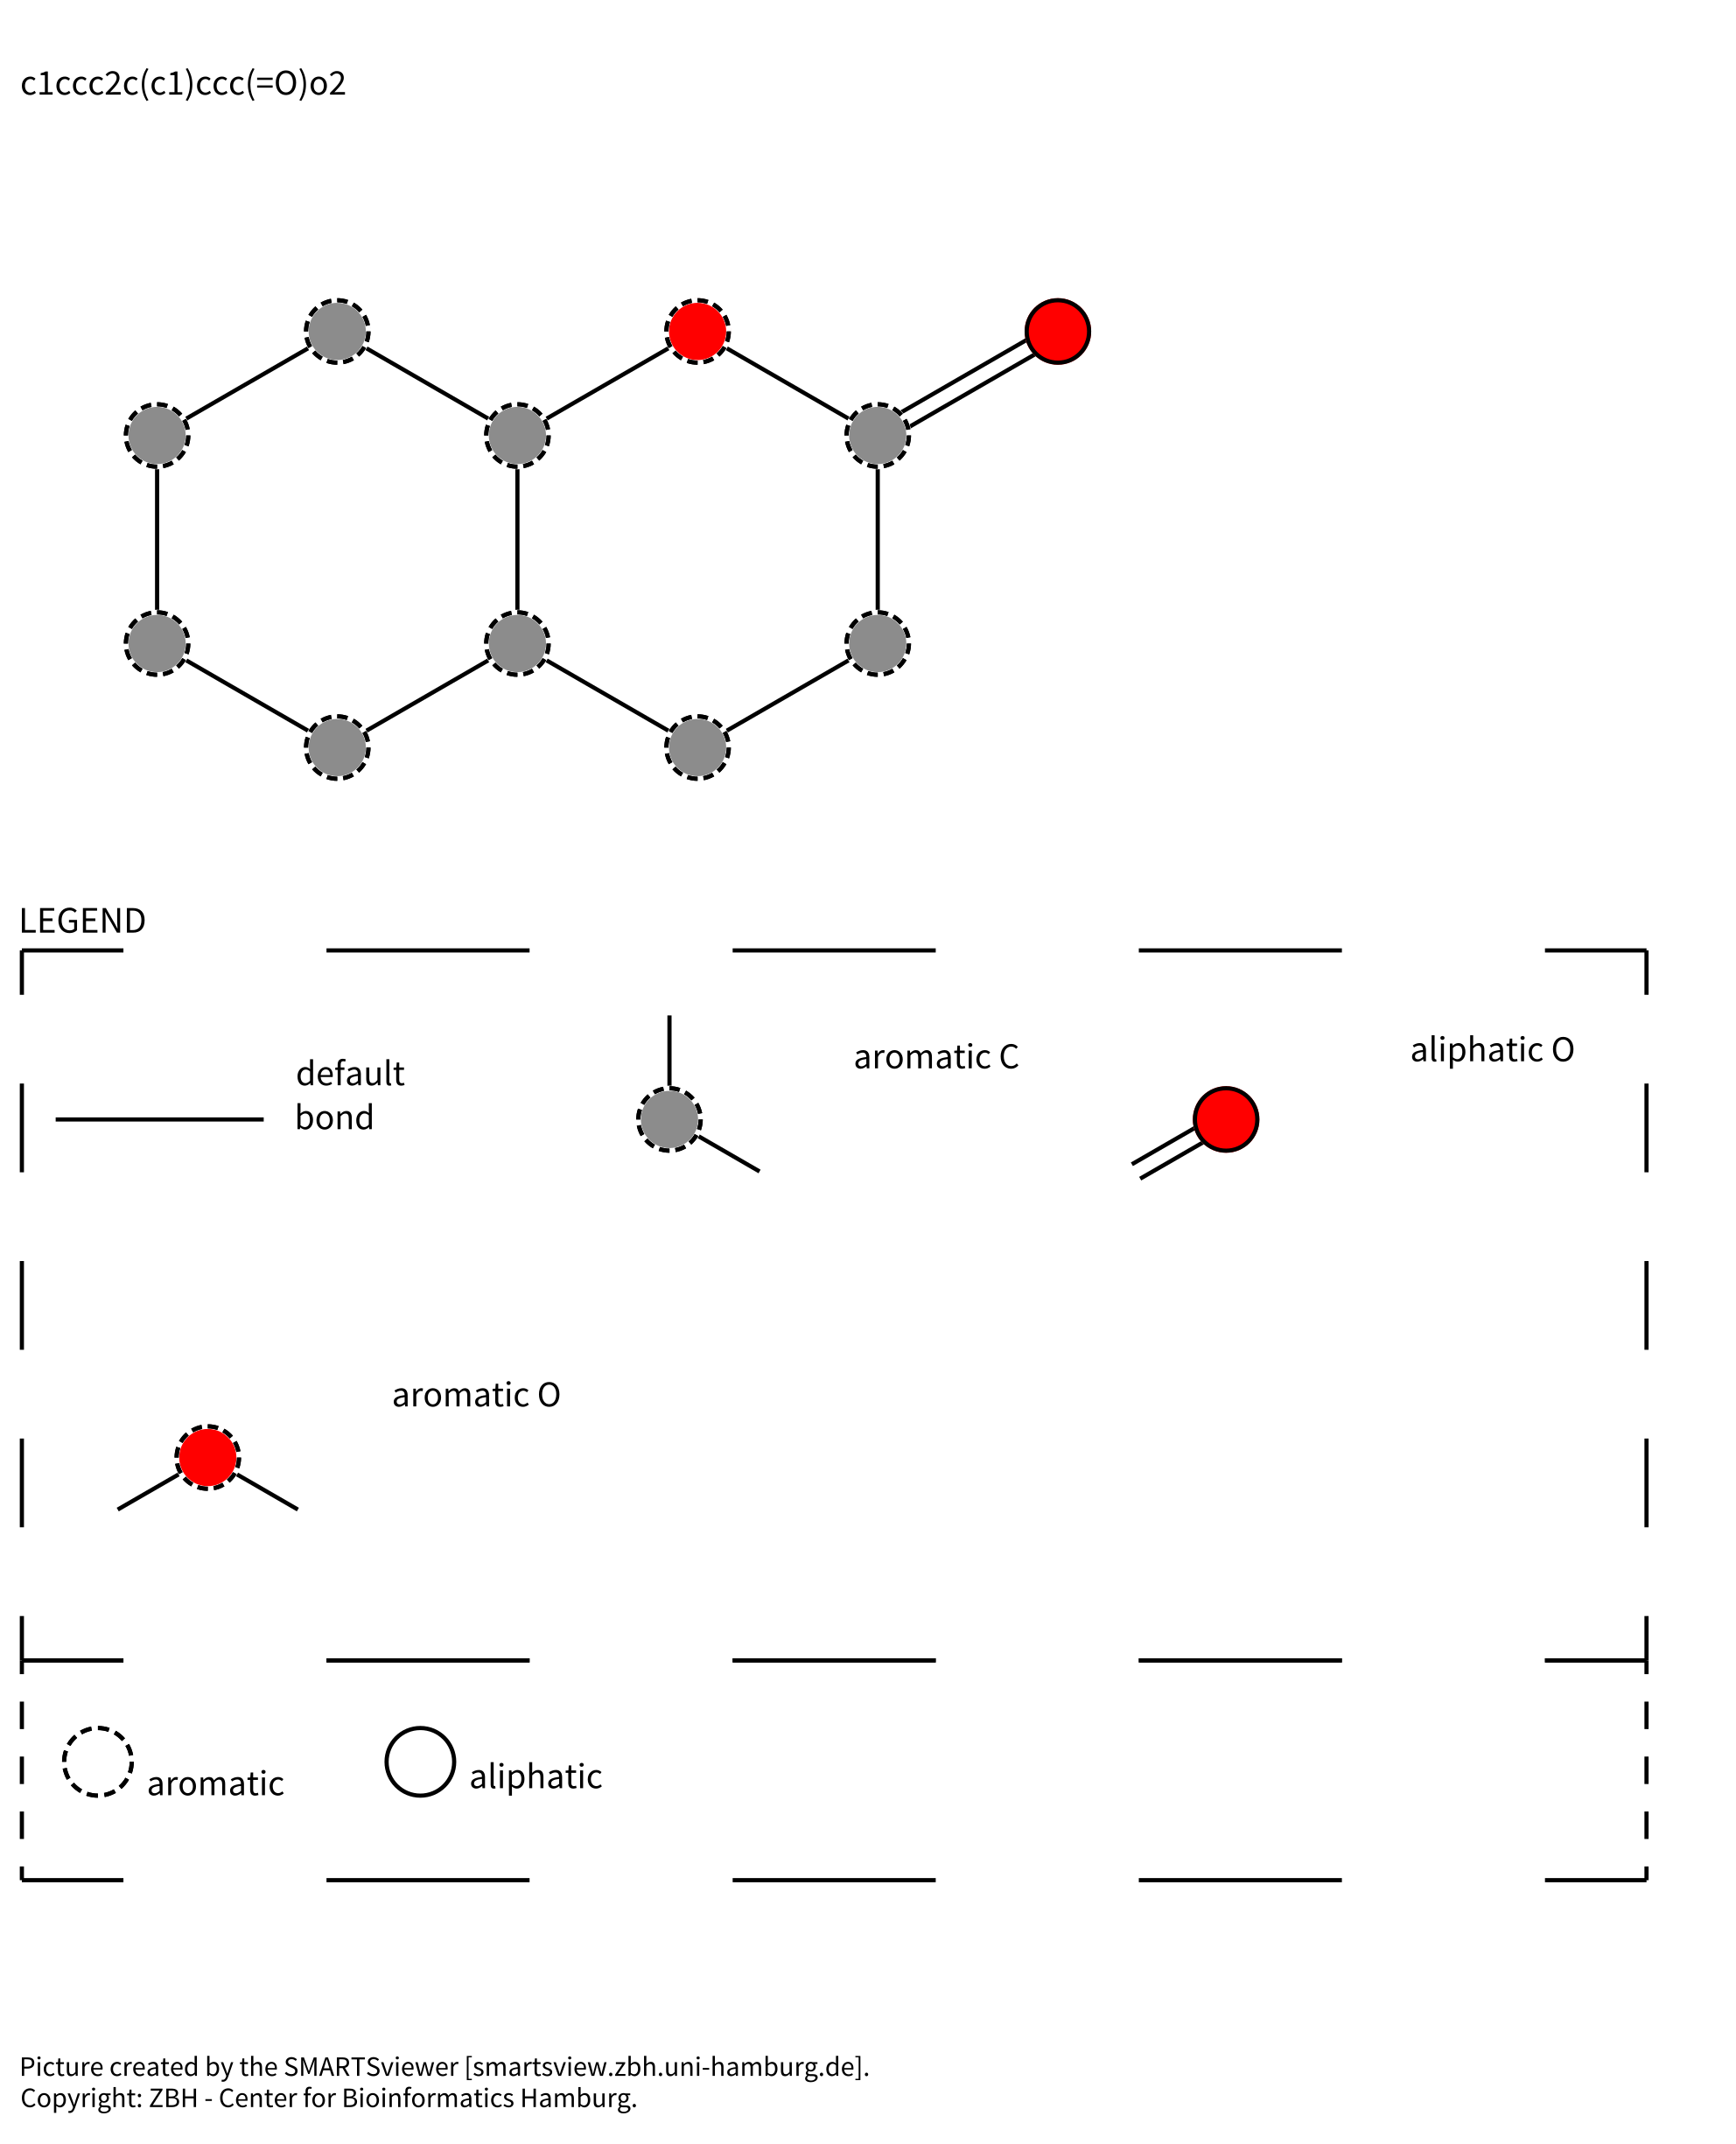 c1ccc2c(c1)ccc(=O)o2
LEGEND
default
bond
aromatic C
aliphatic O
aromatic O
aromatic
aliphatic
Picture created by the SMARTSviewer [smartsview.zbh.uni-hamburg.de].
Copyright: ZBH - Center for Bioinformatics Hamburg.